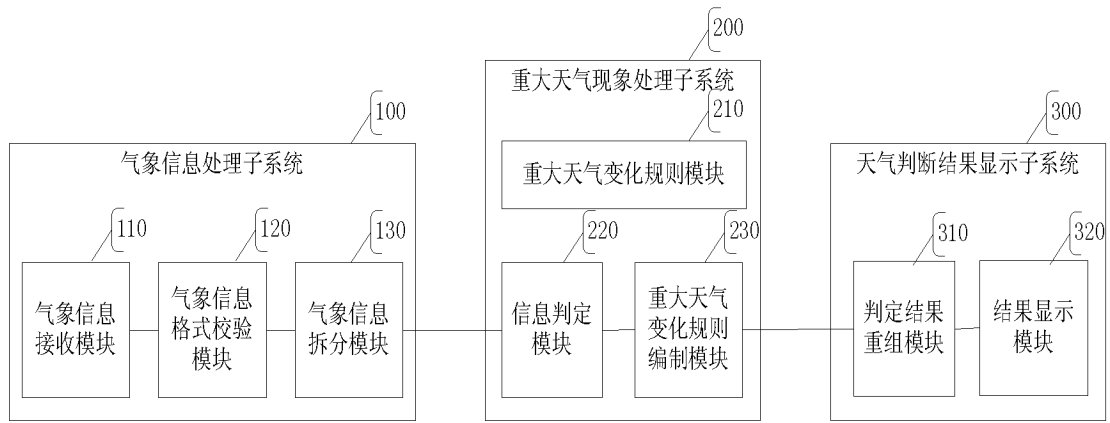 100
气象信息处理子系统
110
气象信息
接收模块
120
气象信息
格式校验
模块
130
气象信息
拆分模块
200
重大天气现象处理子系统
210
重大天气变化规则模块
220
信息判定
模块
230
重大天气
变化规则
编制模块
300
天气判断结果显示子系统
310
判定结果
重组模块
320
结果显示
模块